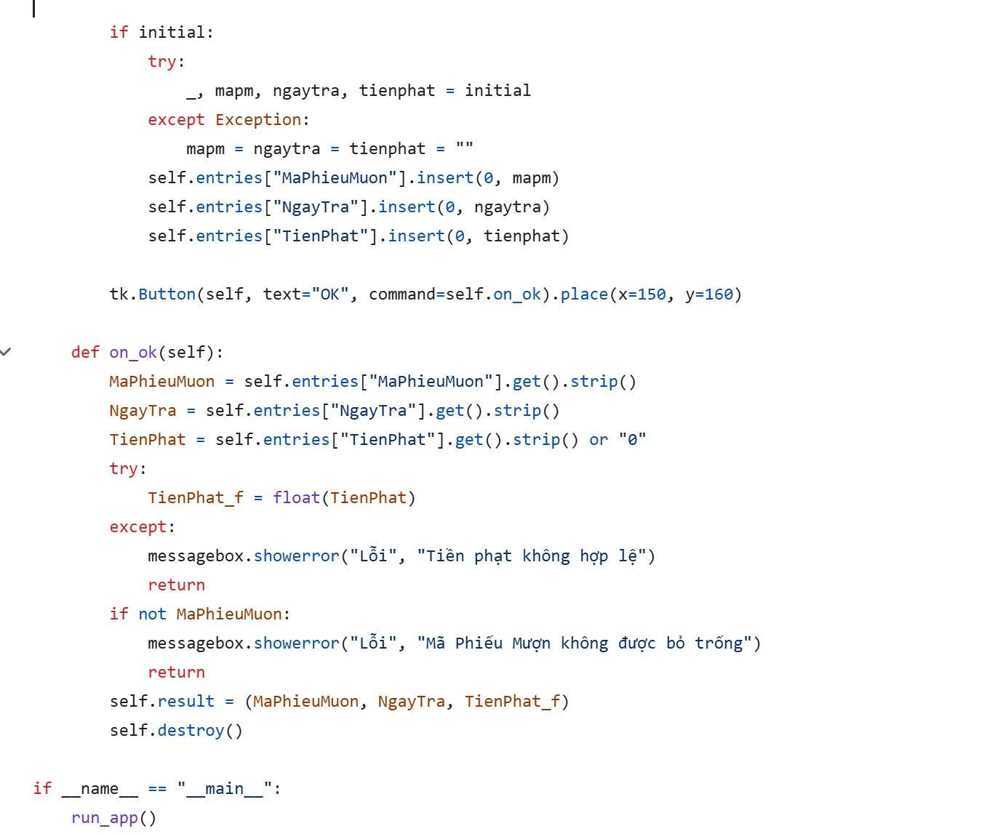 if initial:
try:
_, mapm, ngaytra, tienphat = initial
except Exception:
mapm = ngaytra = tienphat = ""
self.entries["MaPhieuMuon"].insert(0, mapm)
self.entries["NgayTra"].insert(0, ngaytra)
self.entries["TienPhat"].insert(0, tienphat)
tk.Button(self, text="OK", command=self.on_ok).place(x=150, y=160)
def on_ok(self):
MaPhieuMuon = self.entries["MaPhieuMuon"].get().strip()
NgayTra = self.entries["NgayTra"].get().strip()
TienPhat = self.entries["TienPhat"].get().strip() or "0"
try:
TienPhat_f = float(TienPhat)
except:
messagebox.showerror("Lỗi", "Tiền phạt không hợp lệ")
return
if not MaPhieuMuon:
messagebox.showerror("Lỗi", "Mã Phiếu Mượn không được bỏ trống")
return
self.result = (MaPhieuMuon, NgayTra, TienPhat_f)
self.destroy()
if __name__ == "__main__":
run_app()